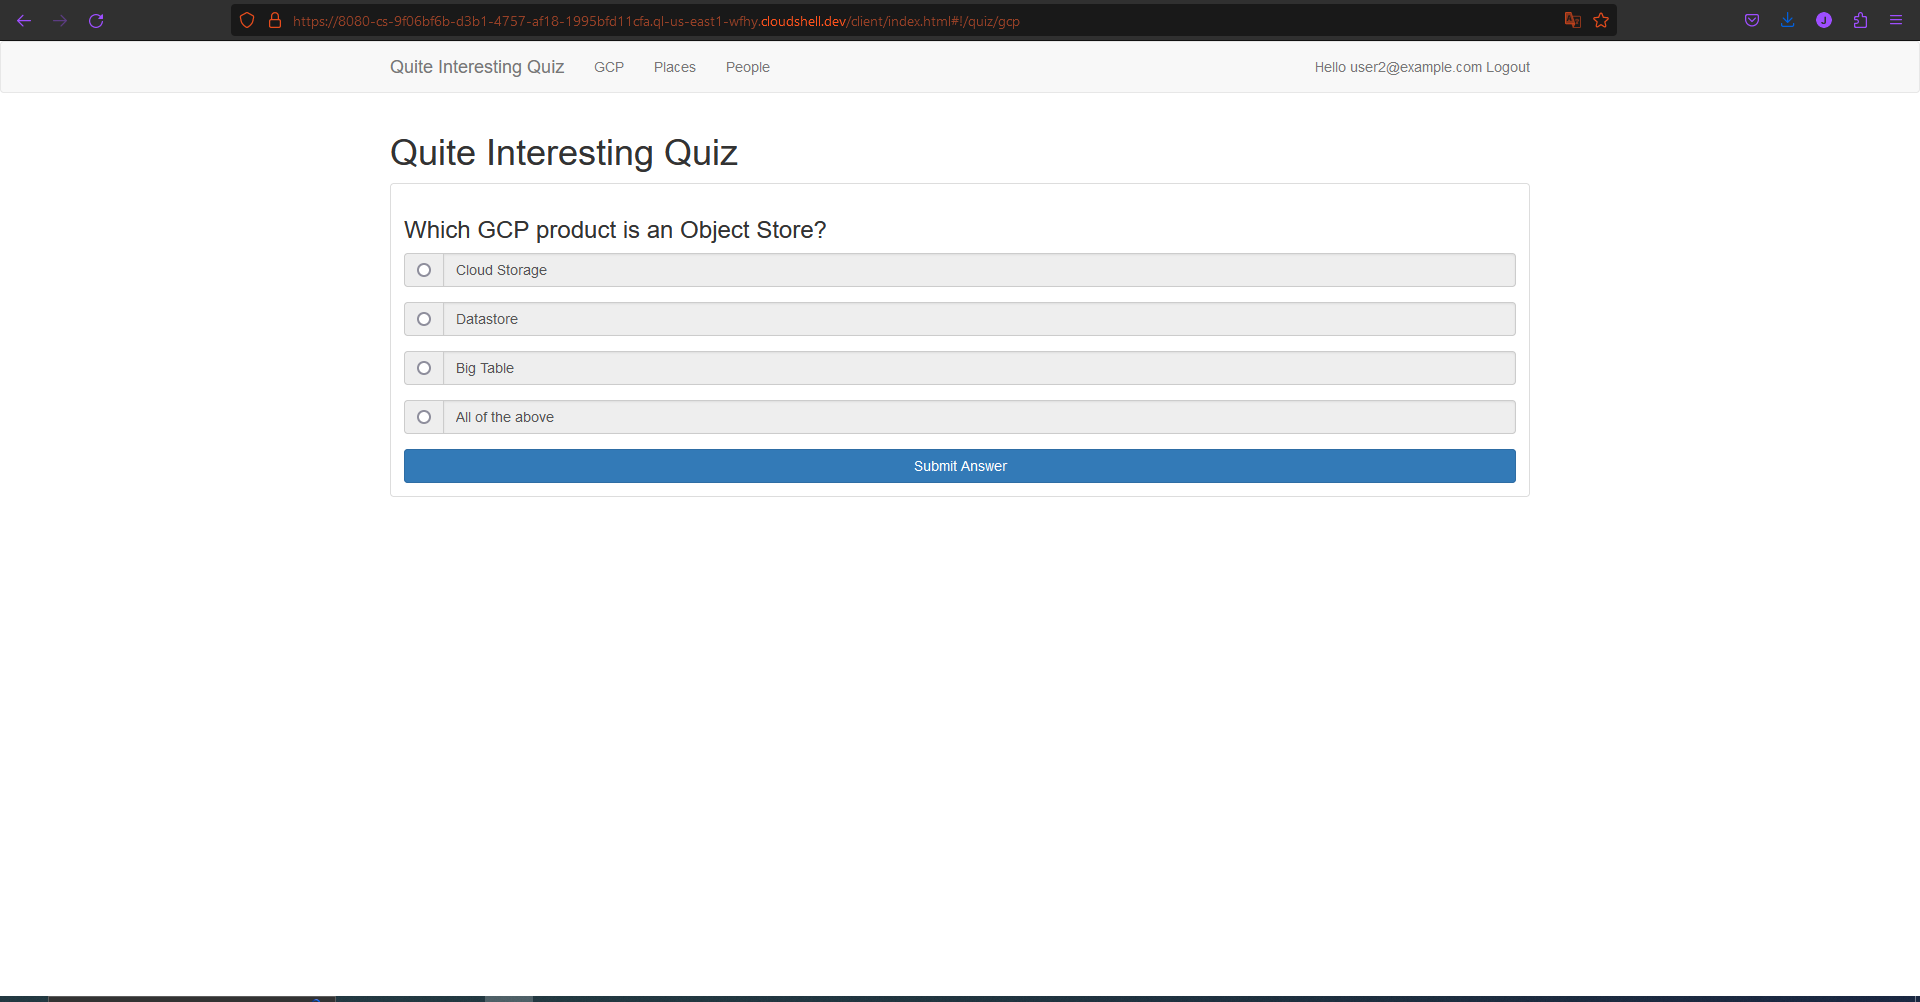 https://8080-cs-9f06bf6b-d3b1-4757-af18-1995bfd11cfa.ql-us-east1-wfhy.cloudshell.dev/client/index.html#!/quiz/gcp
Quite Interesting Quiz GCP Places People Hello user2@example.com Logout
Quite Interesting Quiz
Which GCP product is an Object Store?
Cloud Storage
Datastore
Big Table
All of the above
Submit Answer